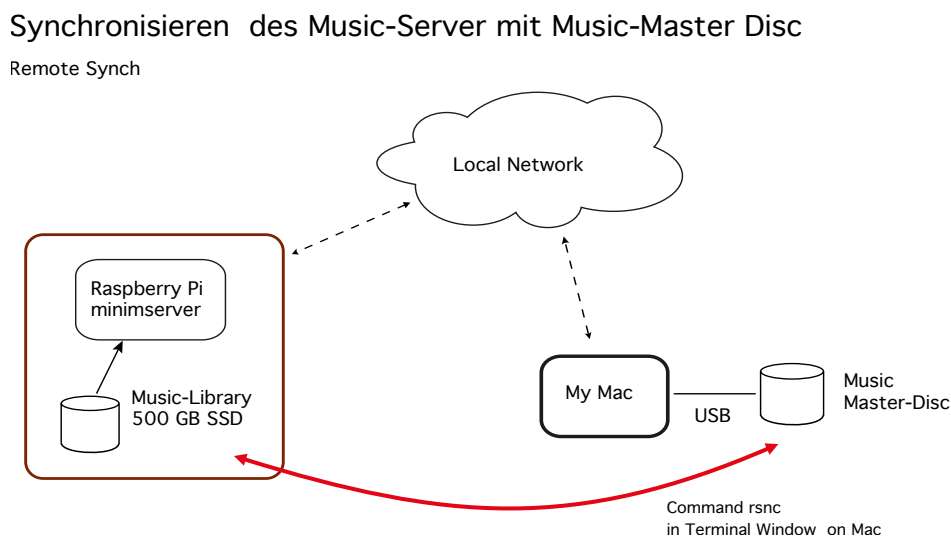 Synchronisieren  des Music-Server mit Music-Master Disc
Remote Synch
Local Network
Raspberry Pi
minimserver
Music-Library
500 GB SSD
My Mac
USB
Music
Master-Disc
Command rsnc
in Terminal Window  on Mac